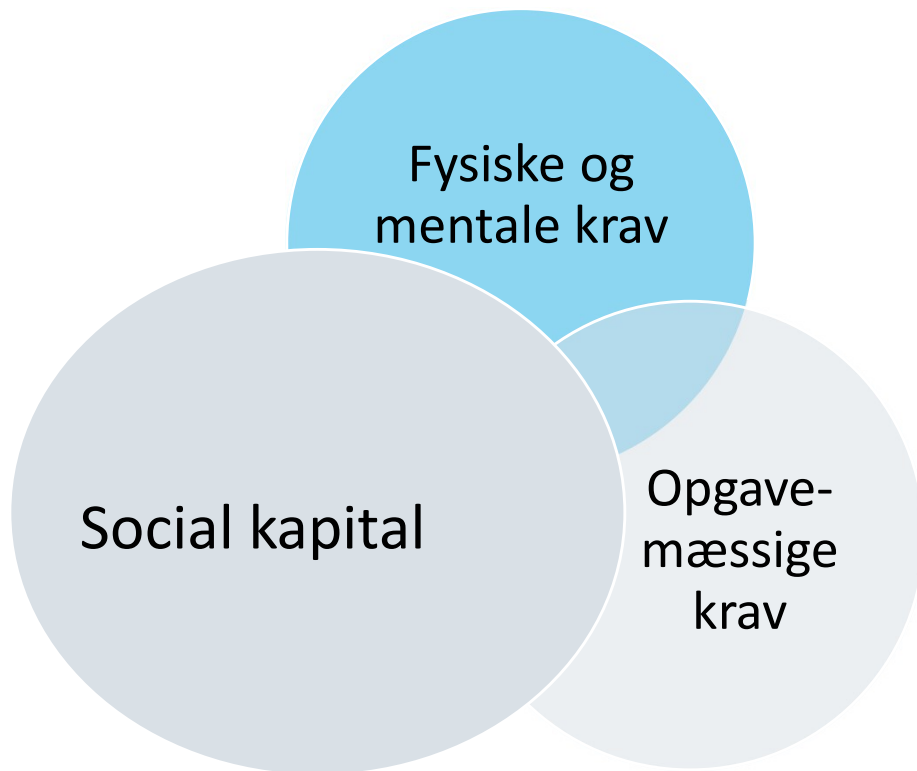 Fysiske og
mentale krav
Social kapital
Opgave-
mæssige
krav